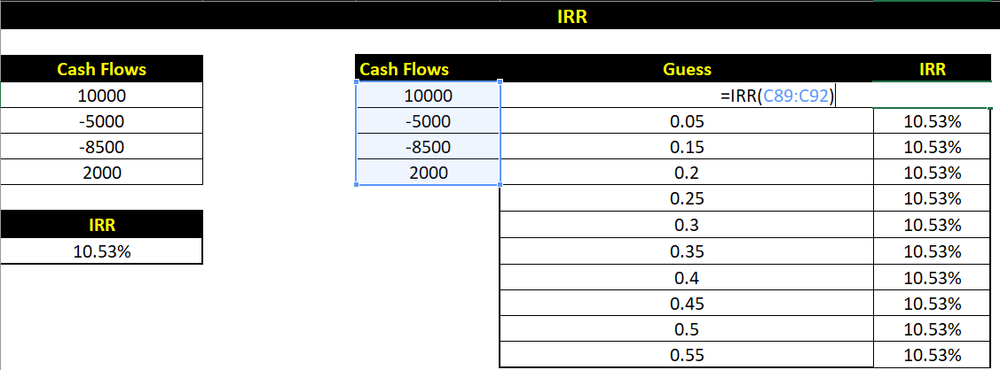 IRR
Cash Flows
10000
-5000
-8500
2000
IRR
10.53%
Cash Flows Guess IRR
10000 =IRR(C89:C92)
-5000 0.05 10.53%
-8500 0.15 10.53%
2000 0.2 10.53%
0.25 10.53%
0.3 10.53%
0.35 10.53%
0.4 10.53%
0.45 10.53%
0.5 10.53%
0.55 10.53%